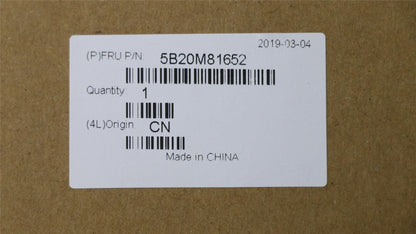 2019-03-04
(P)FRU P/N: 5B20M81652
Quantity 1
(4L)Origin: CN
Made in CHINA